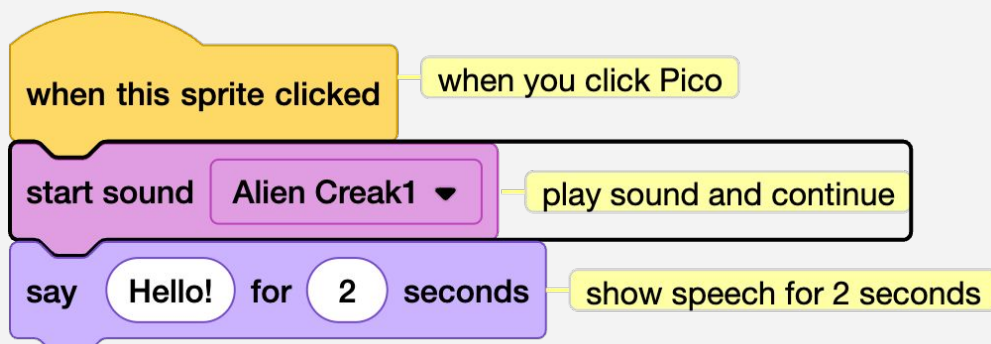 when this sprite clicked when you click Pico
start sound Alien Creak1 play sound and continue
say Hello! for 2 seconds show speech for 2 seconds